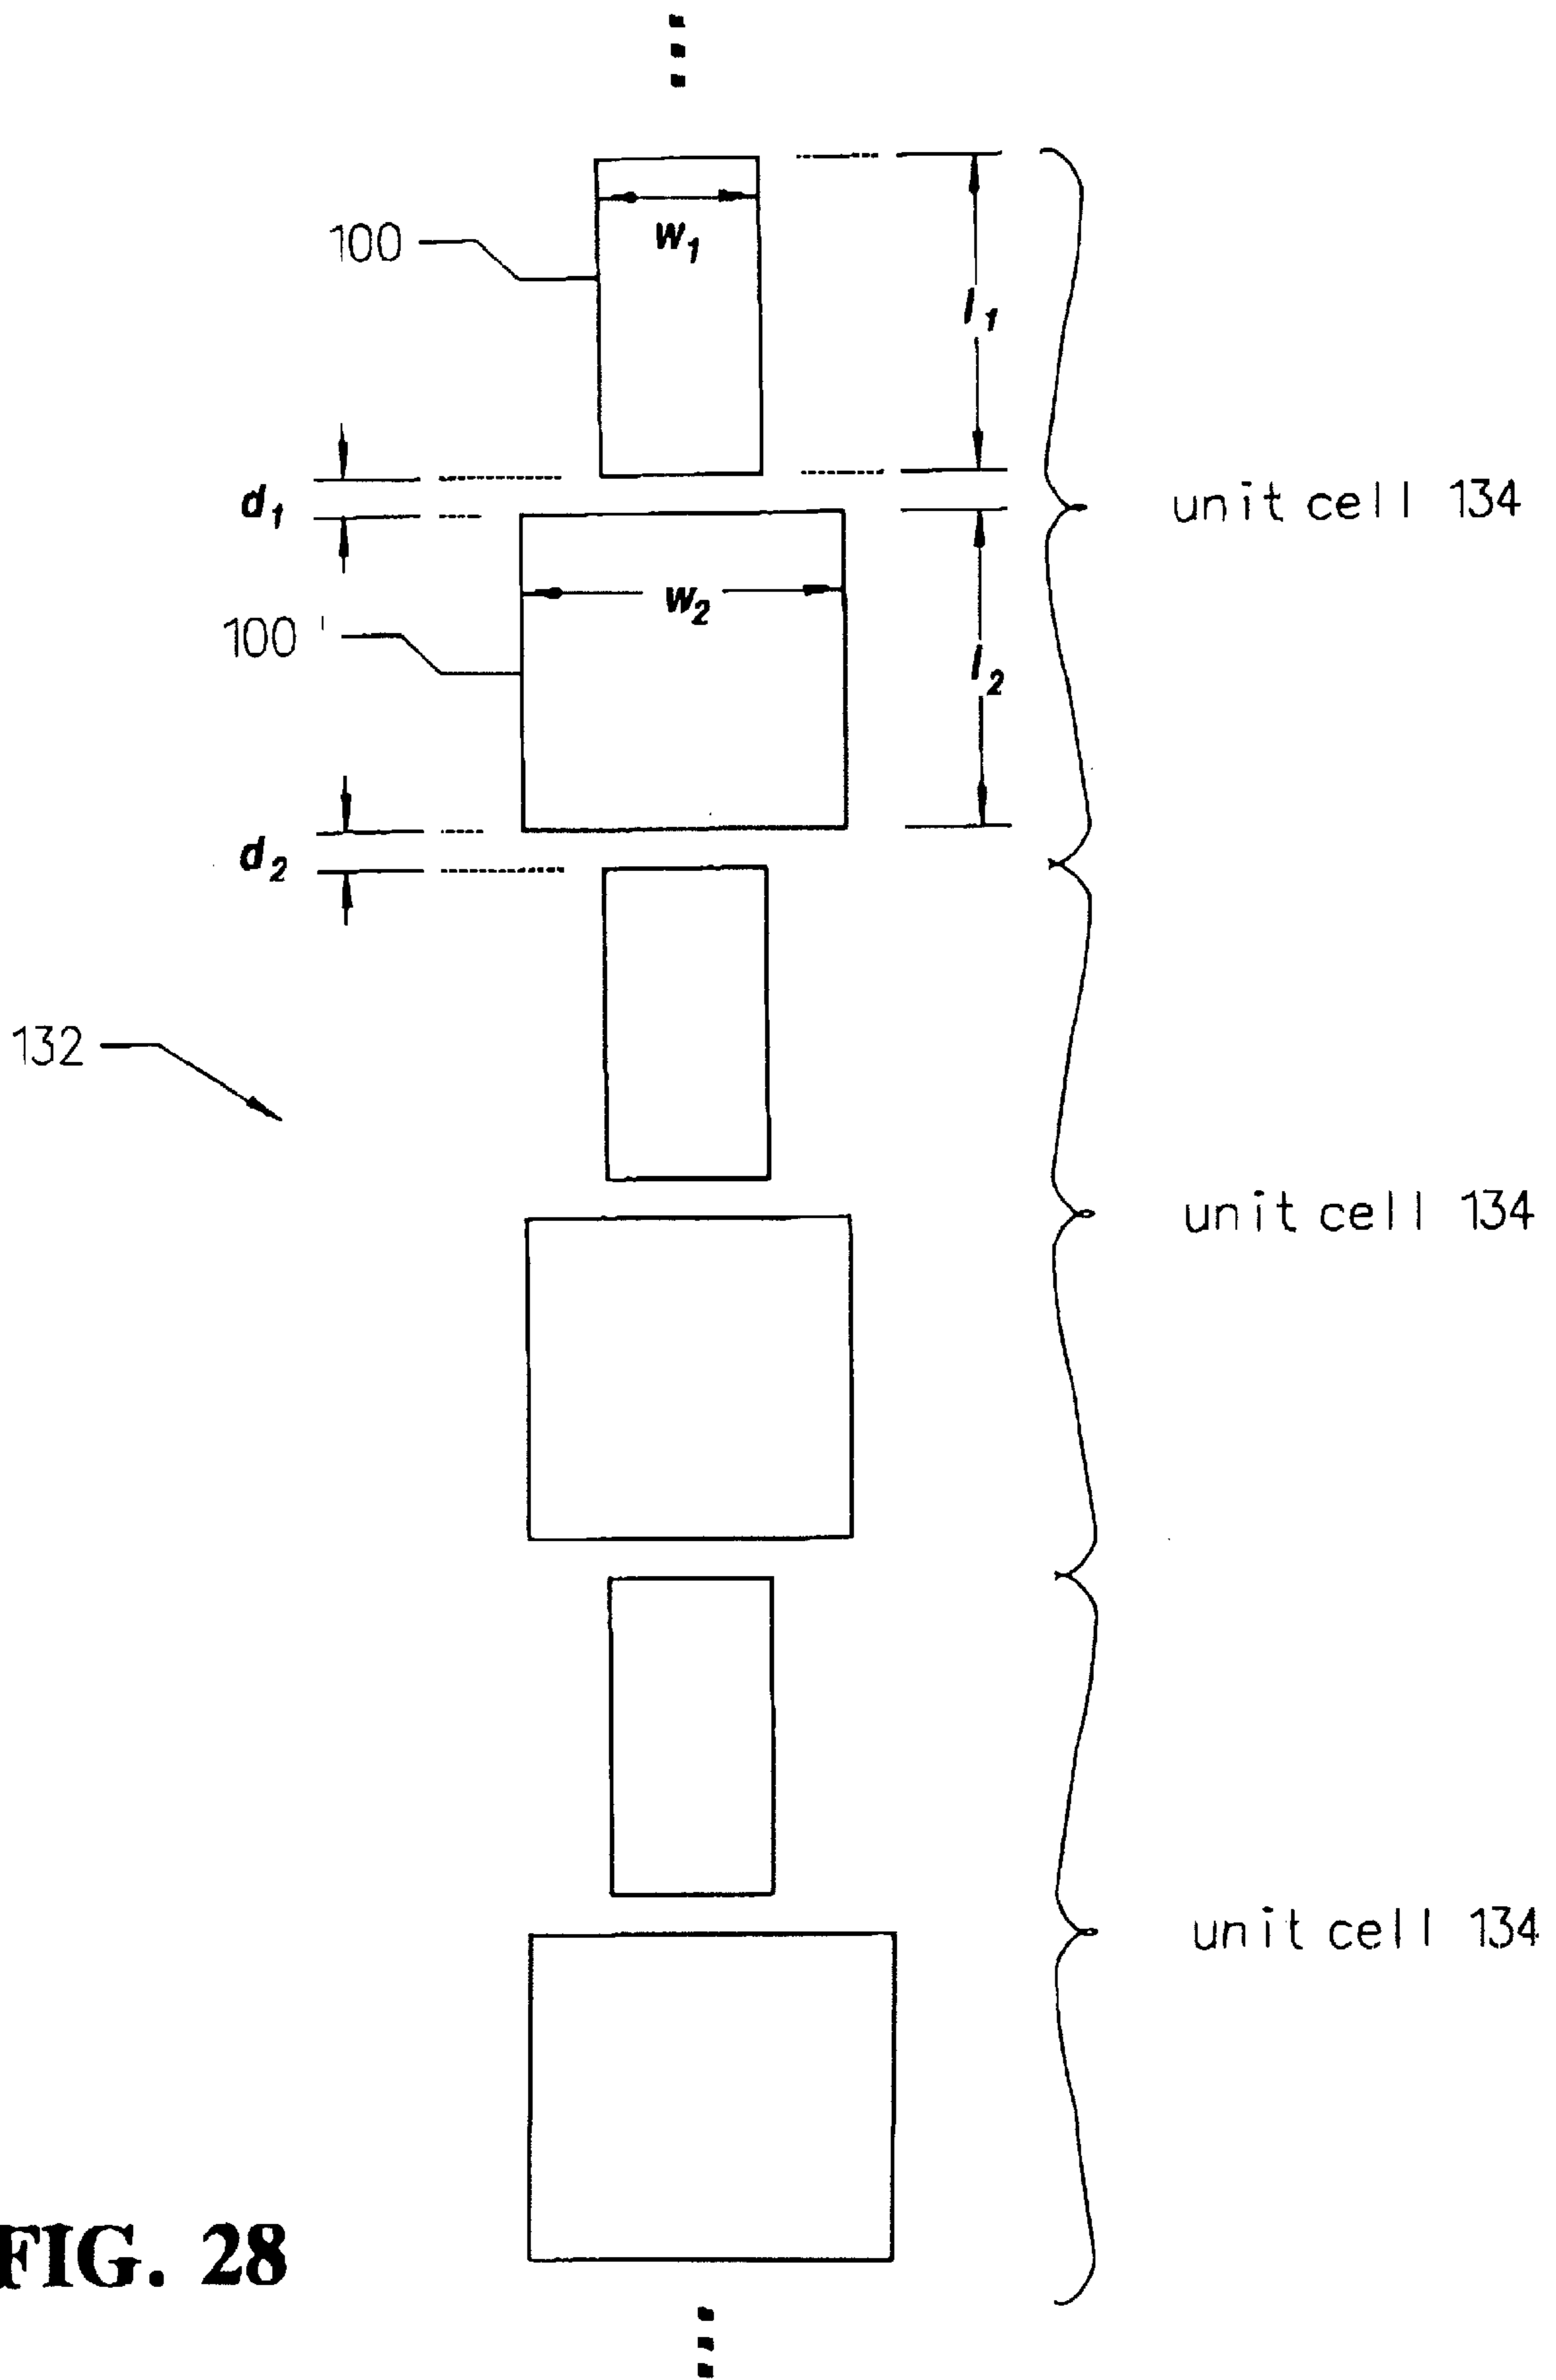 w1
100
l1
d1
unit cell 134
w2
100'
l2
d2
132
unit cell 134
unit cell 134
FIG. 28